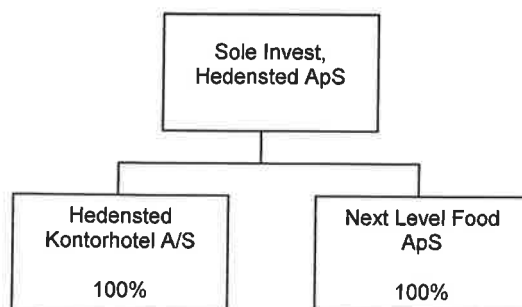 Sole Invest,
Hedensted ApS
Hedensted
Kontorhotel A/S
100%
Next Level Food
ApS
100%